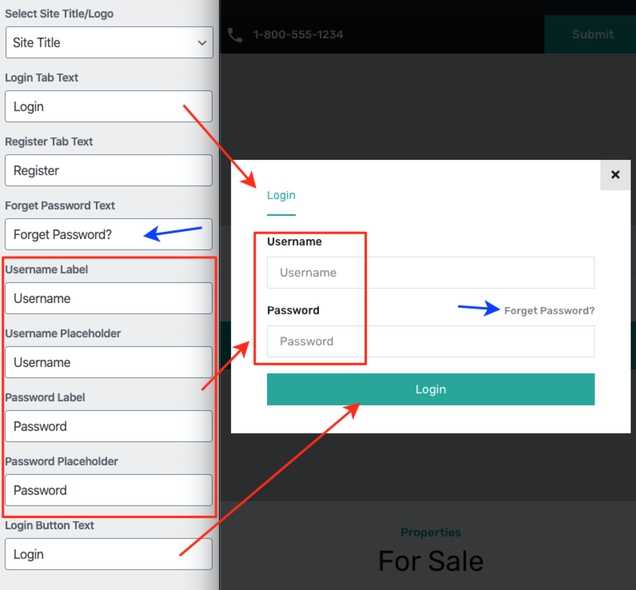 Select Site Title/Logo
Site Title
Login Tab Text
Login
Register Tab Text
Register
Forget Password Text
Forget Password?
Username Label
Username
Username Placeholder
Username
Password Label
Password
Password Placeholder
Password
Login Button Text
Login
1-800-555-1234
Submit
Login
Username
Username
Password
Forget Password?
Password
Login
Properties
For Sale